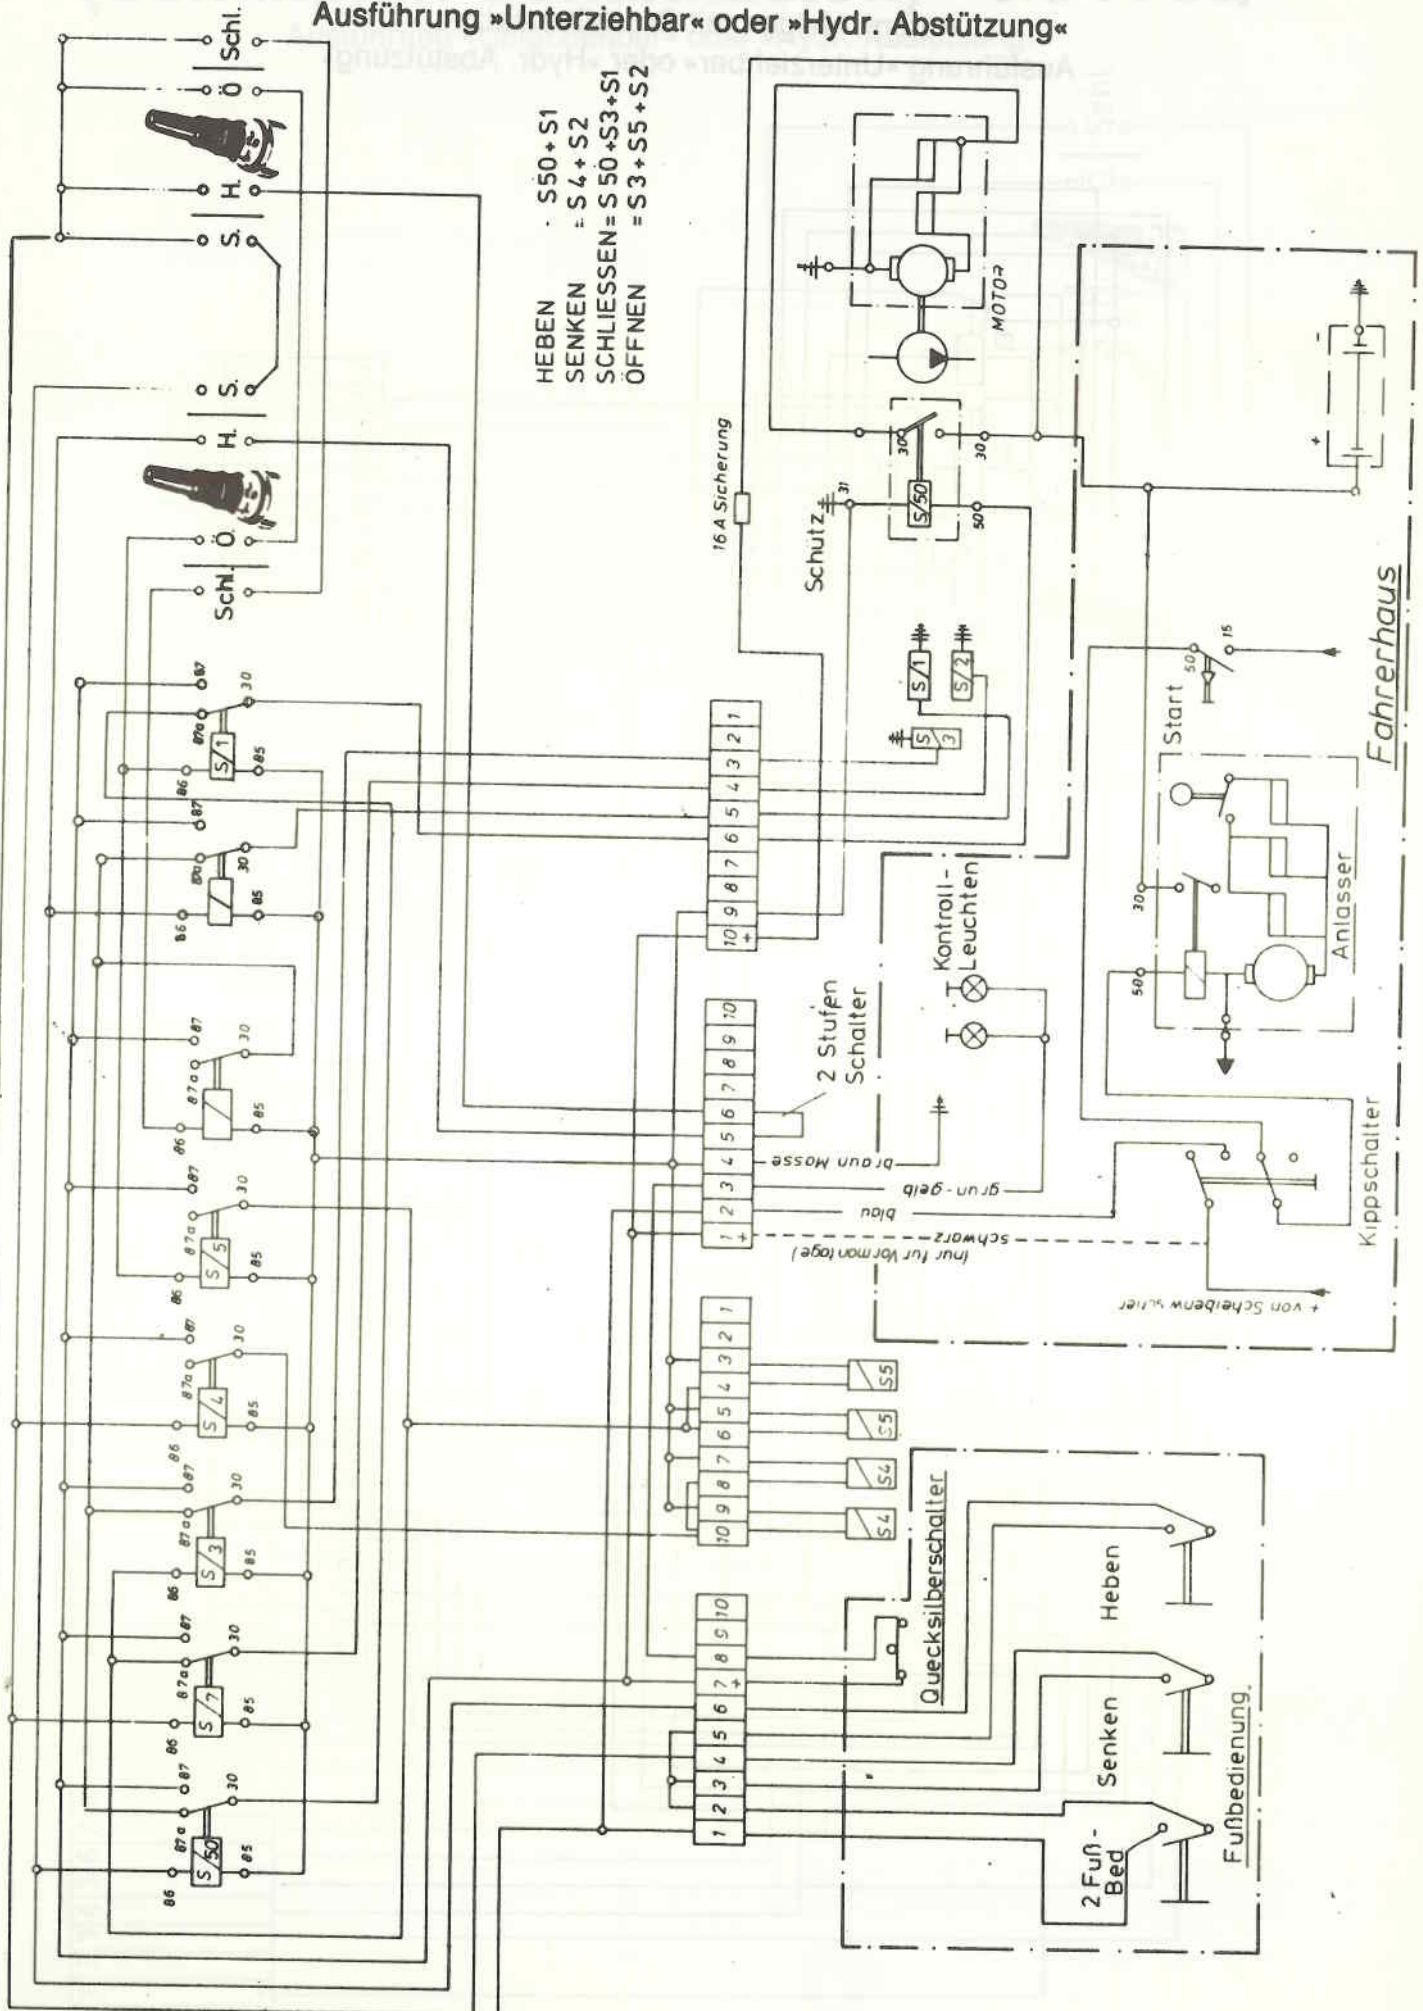 Ausführung »Unterziehbar« oder »Hydr. Abstützung«
Schl.
Ö
H.
S.
S.
H.
Ö.
Schl.
HEBEN - S50+S1
SENKEN = S4+S2
SCHLIESSEN = S50+S3+S1
ÖFFNEN = S3+S5+S2
MOTOR
16A Sicherung
Schütz
31
30
30
50
S/50
S/1
S/2
S/3
87
87a
30
S/1
86
85
87
87a
30
86
85
87
87a
30
86
85
87
87a
30
S/5
86
85
87
87a
30
S/4
86
85
87
87a
30
S/3
86
85
87
87a
30
S/7
86
85
87
87a
30
S/50
86
85
1 2 3 4 5 6 7 8 9 10
+
10 9 8 7 6 5 4 3 2 1
+
2 Stufen
Schalter
braun Masse
grun-gelb
blau
schwarz
(nur fur Vormontage)
Kontroll-
Leuchten
+
-
Fahrerhaus
Start
50
15
30
50
Anlasser
Kippschalter
1 2 3 4 5 6 7 8 9 10
S5
S5
S4
S4
10 9 8 7 6 5 4 3 2 1
+
Quecksilberschalter
Heben
Senken
2 Fuß-
Bed
Fußbedienung.